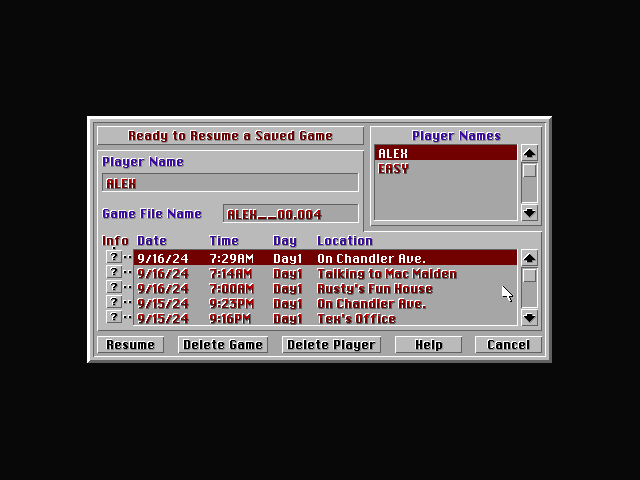 Ready to Resume a Saved Game
Player Names
Player Name
ALEX
EASY
ALEX
Game File Name ALEX__00.004
Info Date Time Day Location
? 9/16/24 7:29AM Day1 On Chandler Ave.
? 9/16/24 7:14AM Day1 Talking to Mac Malden
? 9/16/24 7:00AM Day1 Rusty's Fun House
? 9/15/24 9:23PM Day1 On Chandler Ave.
? 9/15/24 9:16PM Day1 Tex's Office
Resume Delete Game Delete Player Help Cancel